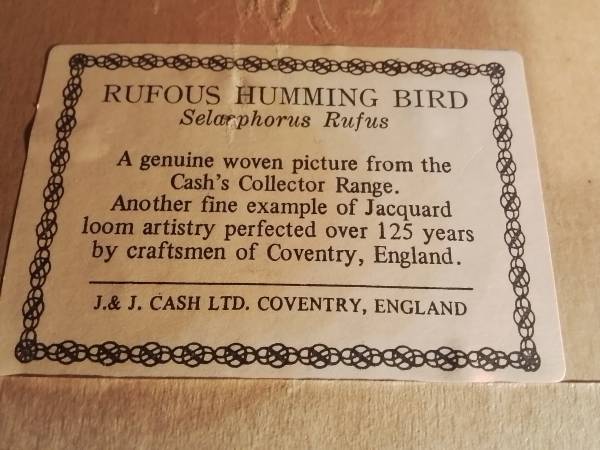 RUFOUS HUMMING BIRD
Selasphorus Rufus
A genuine woven picture from the
Cash's Collector Range.
Another fine example of Jacquard
loom artistry perfected over 125 years
by craftsmen of Coventry, England.
J.& J. CASH LTD. COVENTRY, ENGLAND